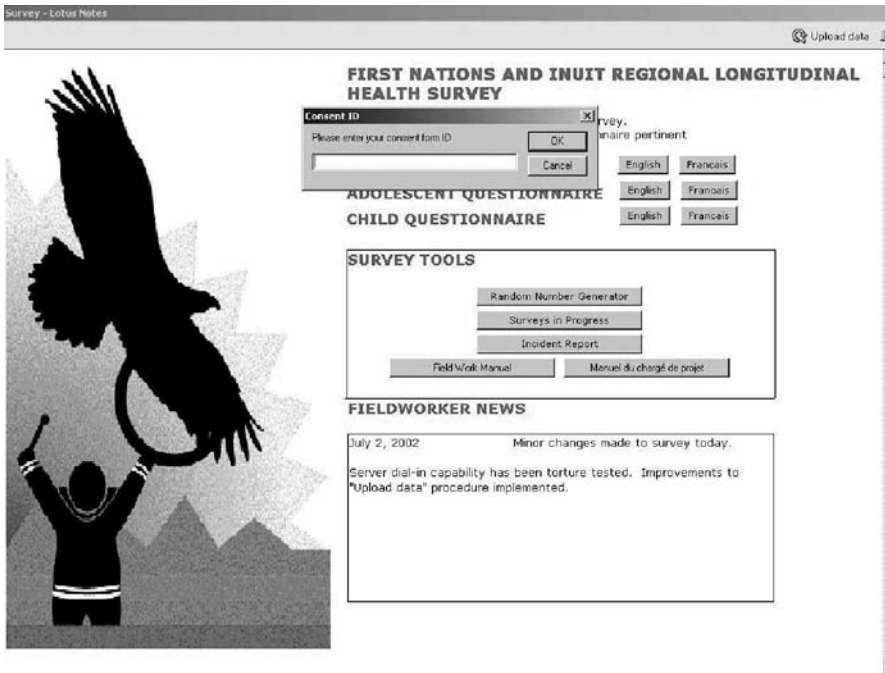 Survey - Lotus Notes
Upload data
FIRST NATIONS AND INUIT REGIONAL LONGITUDINAL
HEALTH SURVEY
Consent ID
Please enter your consent form ID
OK
Cancel
rvey.
nnaire pertinent
English Francais
ADOLESCENT QUESTIONNAIRE English Francais
CHILD QUESTIONNAIRE English Francais
SURVEY TOOLS
Random Number Generator
Surveys in Progress
Incident Report
Field Work Manual Manuel du chargé de projet
FIELDWORKER NEWS
July 2, 2002 Minor changes made to survey today.
Server dial-in capability has been torture tested. Improvements to
"Upload data" procedure implemented.